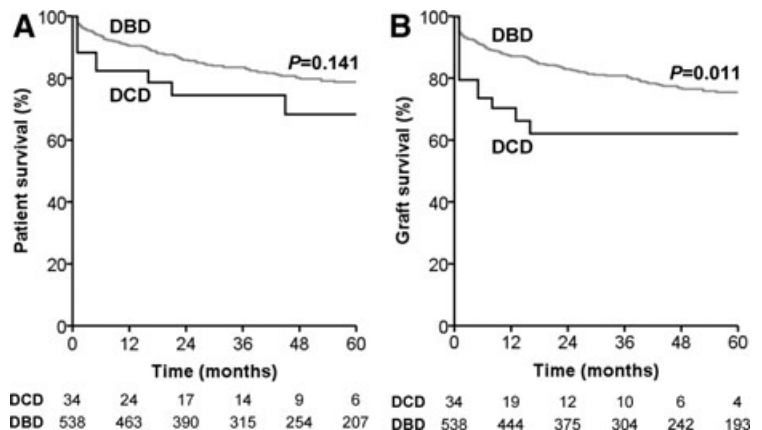 A
100
80
60
40
20
0
Patient survival (%)
DBD
P=0.141
DCD
0 12 24 36 48 60
Time (months)
DCD 34 24 17 14 9 6
DBD 538 463 390 315 254 207
B
100
80
60
40
20
0
Graft survival (%)
DBD
P=0.011
DCD
0 12 24 36 48 60
Time (months)
DCD 34 19 12 10 6 4
DBD 538 444 375 304 242 193